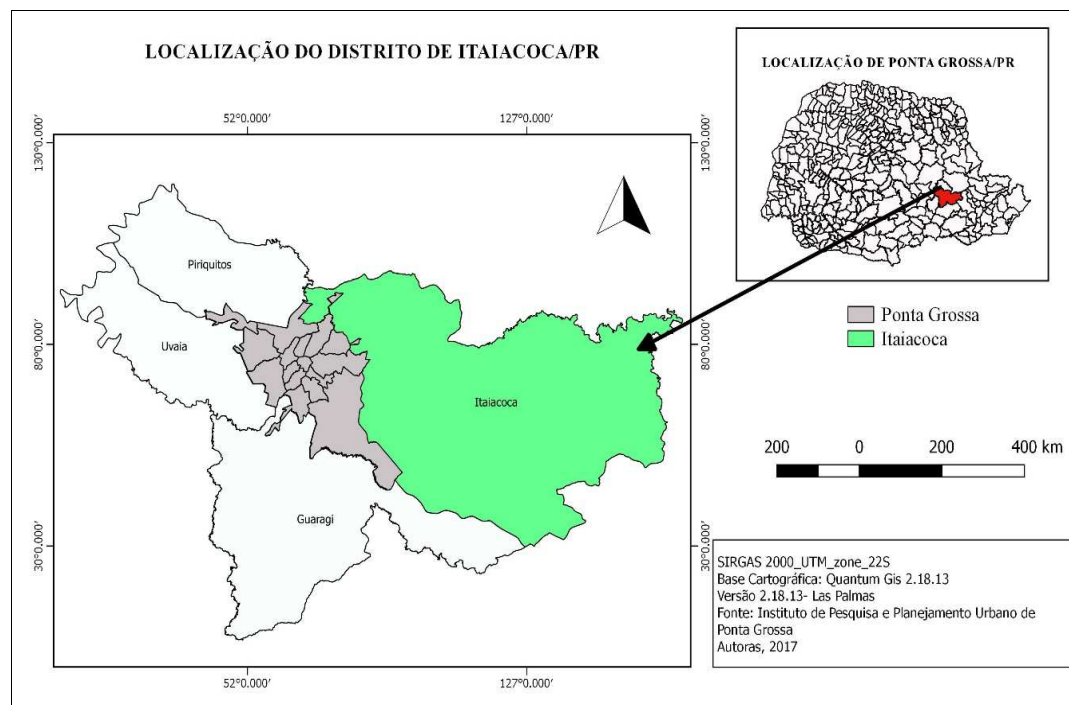 LOCALIZAÇÃO DO DISTRITO DE ITAIACOCA/PR
52°0.000'
127°0.000'
130°0.000'
130°0.000'
Piriquitos
Uvaia
80°0.000'
80°0.000'
Itaiacoca
Guaragi
30°0.000'
30°0.000'
52°0.000'
127°0.000'
LOCALIZAÇÃO DE PONTA GROSSA/PR
Ponta Grossa
Itaiacoca
200 0 200 400 km
SIRGAS 2000_UTM_zone_22S
Base Cartográfica: Quantum Gis 2.18.13
Versão 2.18.13- Las Palmas
Fonte: Instituto de Pesquisa e Planejamento Urbano de
Ponta Grossa
Autoras, 2017